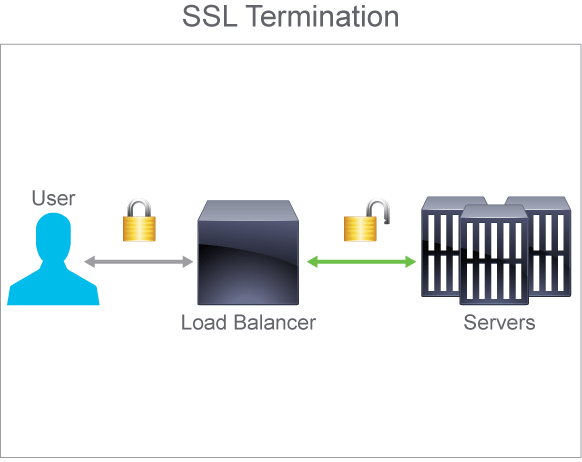 SSL Termination
User
Load Balancer
Servers